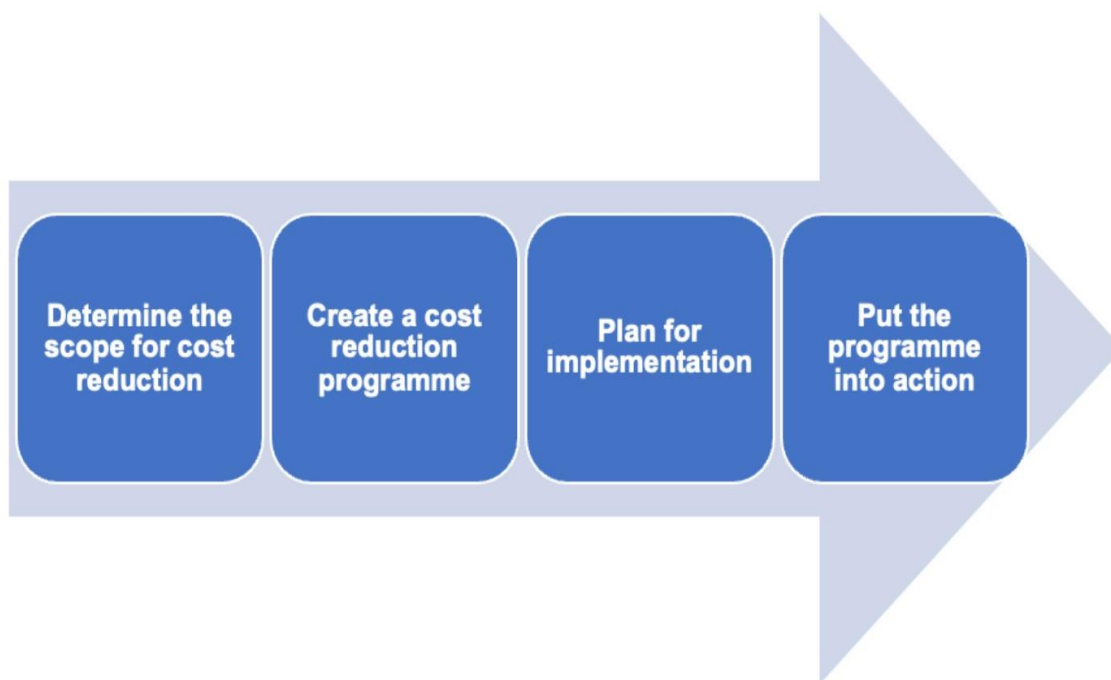 Determine the
scope for cost
reduction
Create a cost
reduction
programme
Plan for
implementation
Put the
programme
into action